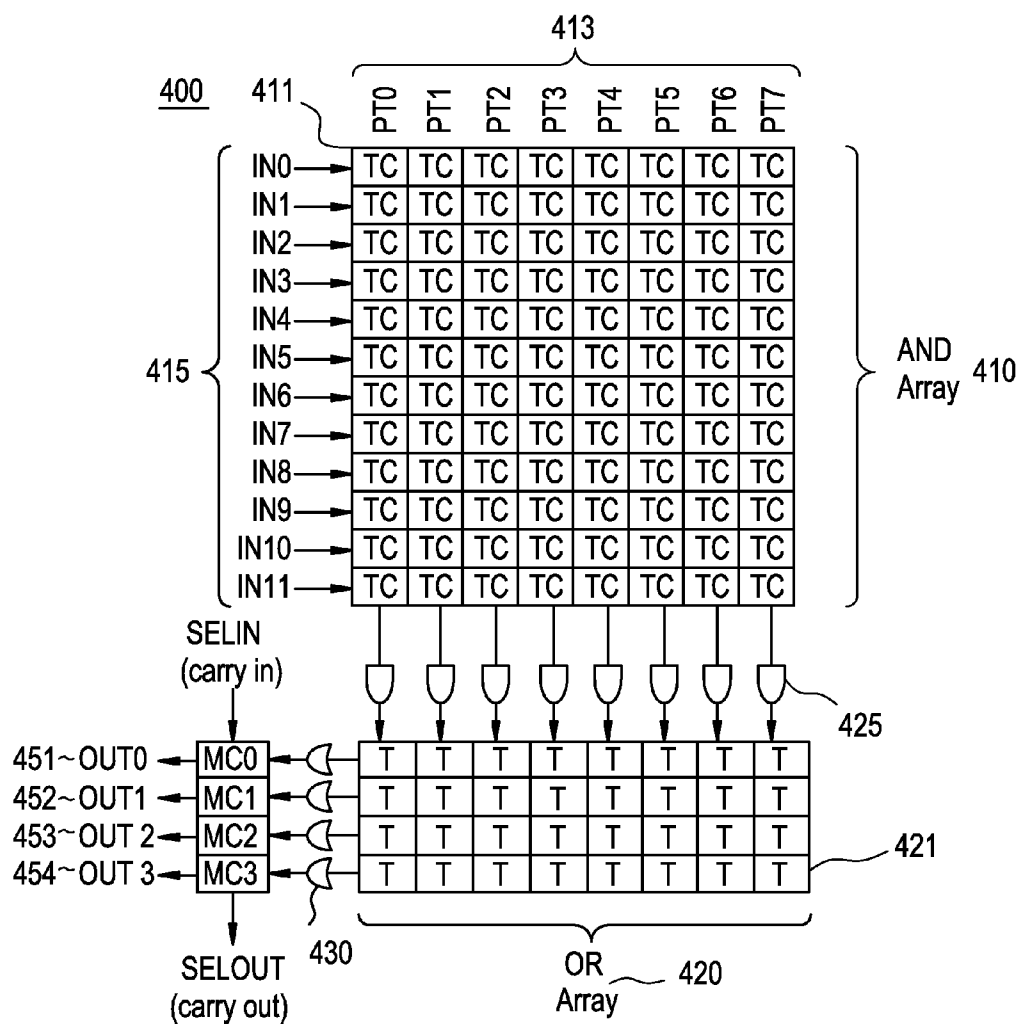 413
400
411
PT0 PT1 PT2 PT3 PT4 PT5 PT6 PT7
IN0 TC TC TC TC TC TC TC TC
IN1 TC TC TC TC TC TC TC TC
IN2 TC TC TC TC TC TC TC TC
IN3 TC TC TC TC TC TC TC TC
IN4 TC TC TC TC TC TC TC TC
IN5 TC TC TC TC TC TC TC TC
IN6 TC TC TC TC TC TC TC TC
IN7 TC TC TC TC TC TC TC TC
IN8 TC TC TC TC TC TC TC TC
IN9 TC TC TC TC TC TC TC TC
IN10 TC TC TC TC TC TC TC TC
IN11 TC TC TC TC TC TC TC TC
415
AND
Array 410
SELIN
(carry in)
425
451~OUT0 MC0 T T T T T T T T
452~OUT1 MC1 T T T T T T T T
453~OUT 2 MC2 T T T T T T T T
454~OUT 3 MC3 T T T T T T T T
421
430
SELOUT
(carry out)
OR
Array
420